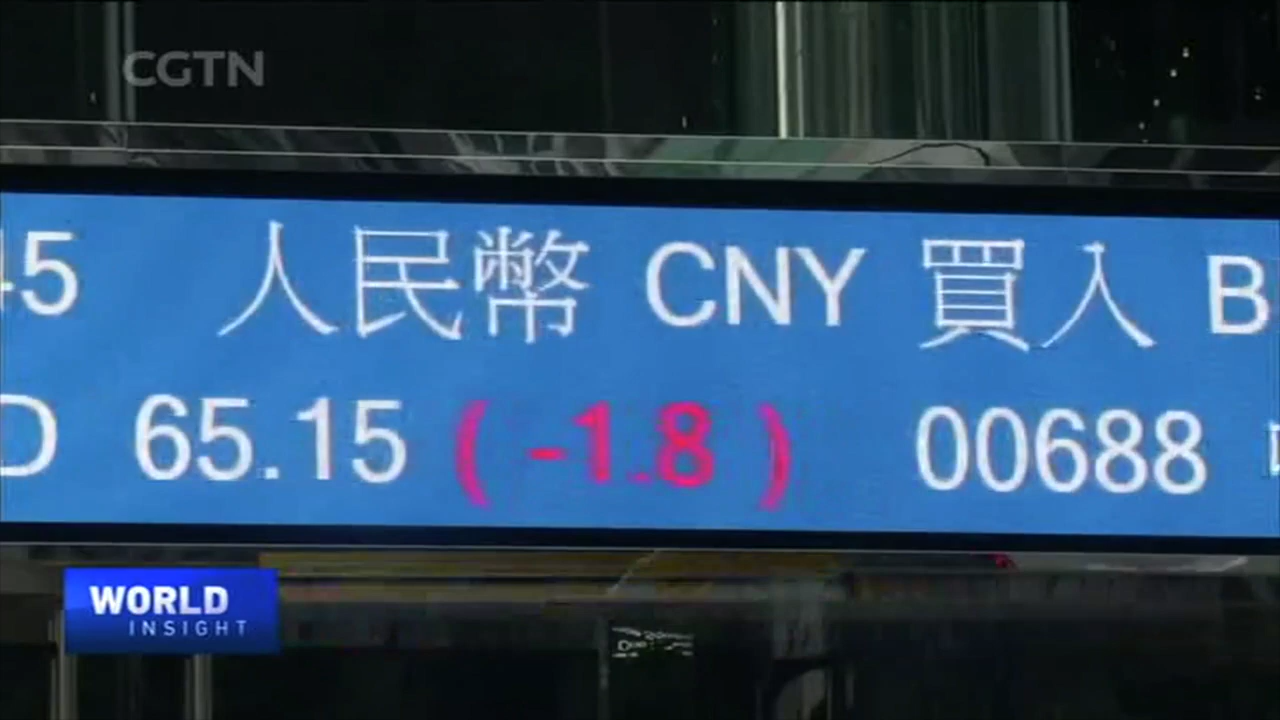 CGTN
45 人民幣 CNY 買入 B
D 65.15 ( -1.8 ) 00688
WORLD
INSIGHT